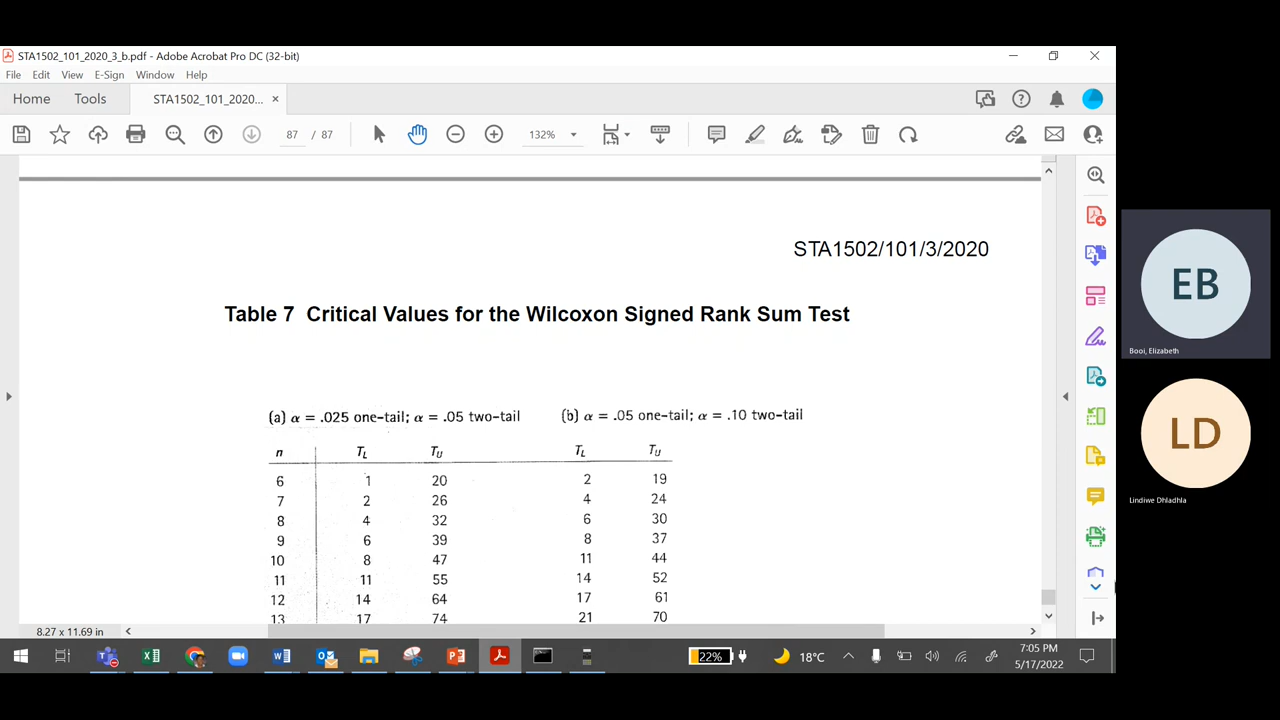 STA1502_101_2020_3_b.pdf - Adobe Acrobat Pro DC (32-bit)
File Edit View E-Sign Window Help
Home Tools STA1502_101_2020... ×
87 / 87 132%
STA1502/101/3/2020
Table 7 Critical Values for the Wilcoxon Signed Rank Sum Test
(a) α = .025 one-tail; α = .05 two-tail (b) α = .05 one-tail; α = .10 two-tail
n TL TU TL TU
6 1 20 2 19
7 2 26 4 24
8 4 32 6 30
9 6 39 8 37
10 8 47 11 44
11 11 55 14 52
12 14 64 17 61
13 17 74 21 70
8.27 x 11.69 in
EB
Booi, Elizabeth
LD
Lindiwe Dhladhla
22% 18°C 7:05 PM
5/17/2022